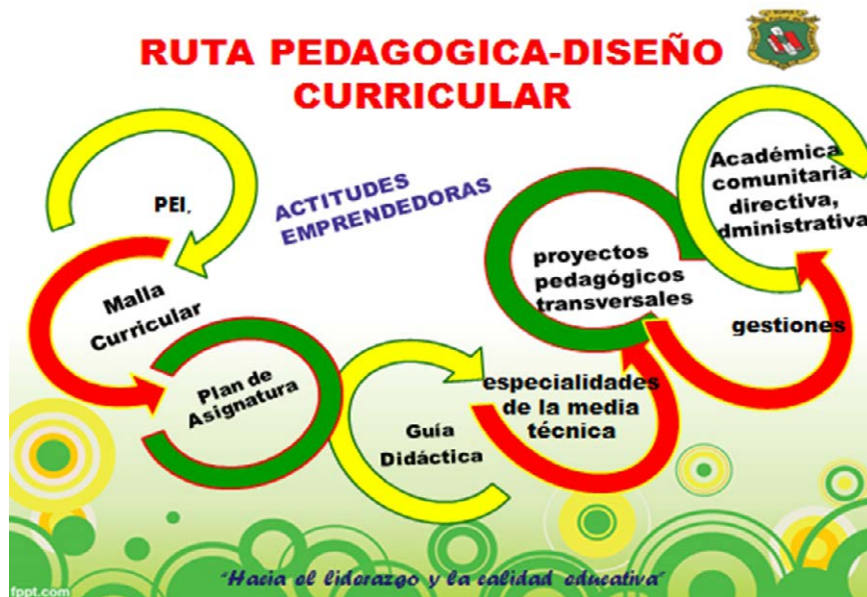 RUTA PEDAGOGICA-DISEÑO
CURRICULAR
PEI,
ACTITUDES
EMPRENDEDORAS
Malla
Curricular
Plan de
Asignatura
Guía
Didáctica
especialidades
de la media
técnica
proyectos
pedagógicos
transversales
gestiones
Académica
comunitaria
directiva,
dministrativa
"Hacia el liderazgo y la calidad educativa"
fppt.com